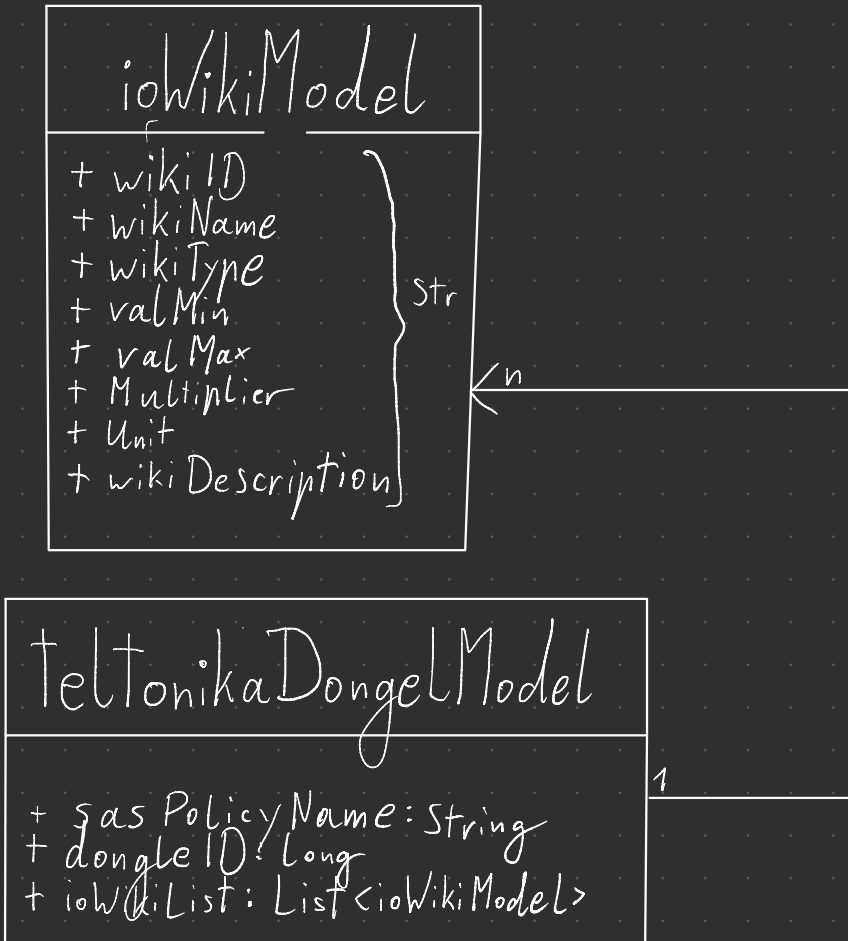 ioWikiModel
+ wikiID
+ wikiName
+ wikiType
+ valMin
+ valMax
+ Multiplier
+ Unit
+ wikiDescription
Str
n
TeltonikaDongelModel
1
+ sasPolicyName: String
+ dongleID: Long
+ ioWikiList: List<ioWikiModel>